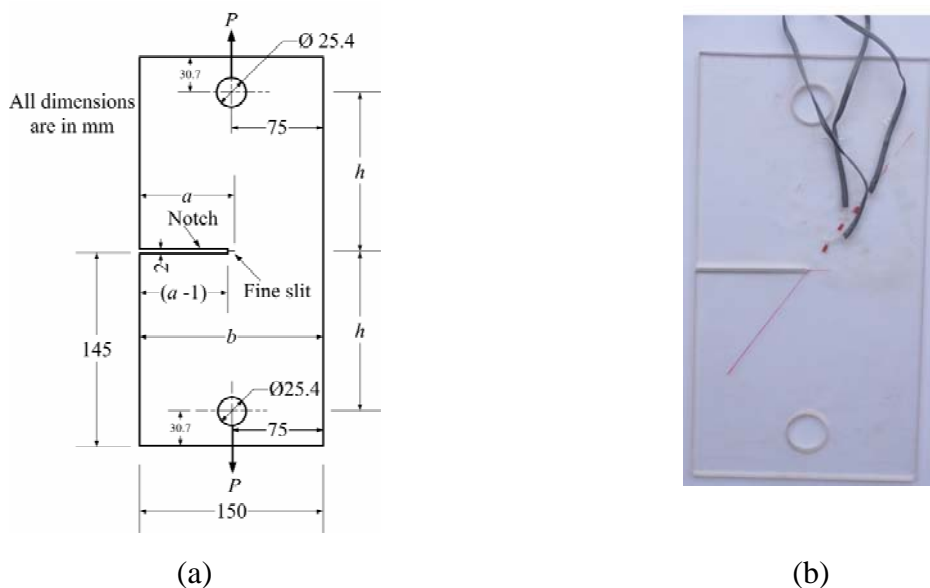 P
Ø 25.4
30.7
All dimensions
are in mm
75
h
a
Notch
2
Fine slit
(a -1)
b
h
145
Ø25.4
30.7
75
P
150
(a)
(b)